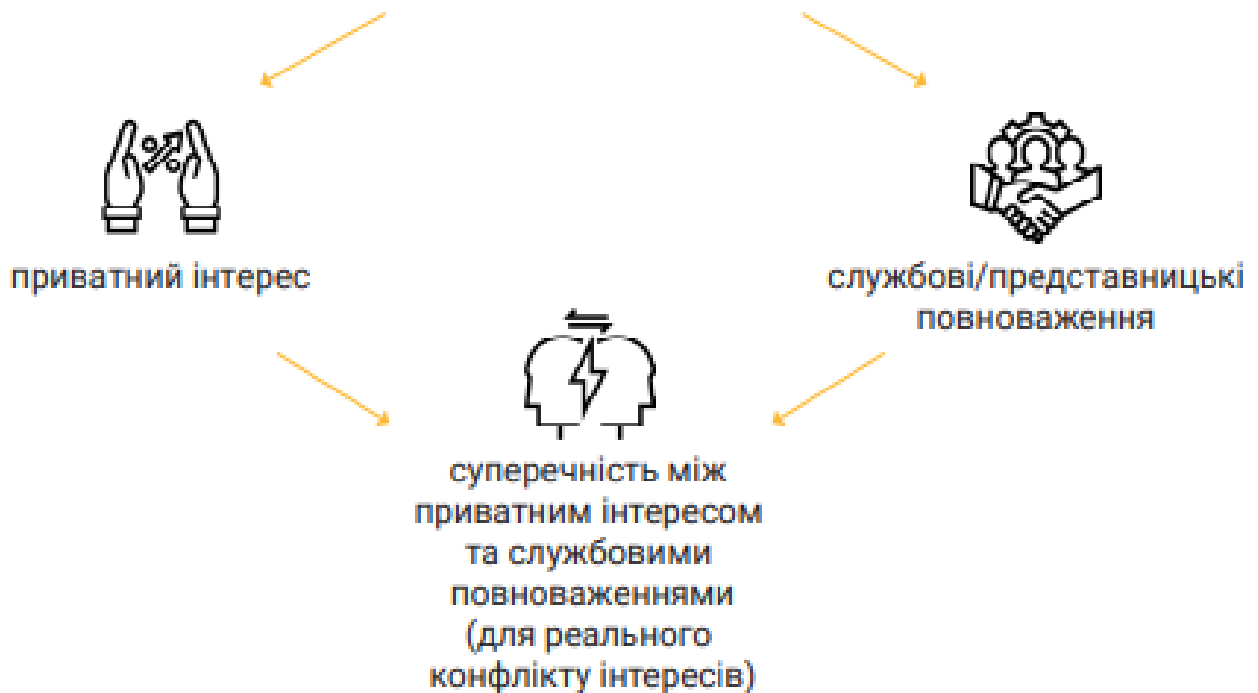 приватний інтерес
службові/представницькі
повноваження
суперечність між
приватним інтересом
та службовими
повноваженнями
(для реального
конфлікту інтересів)